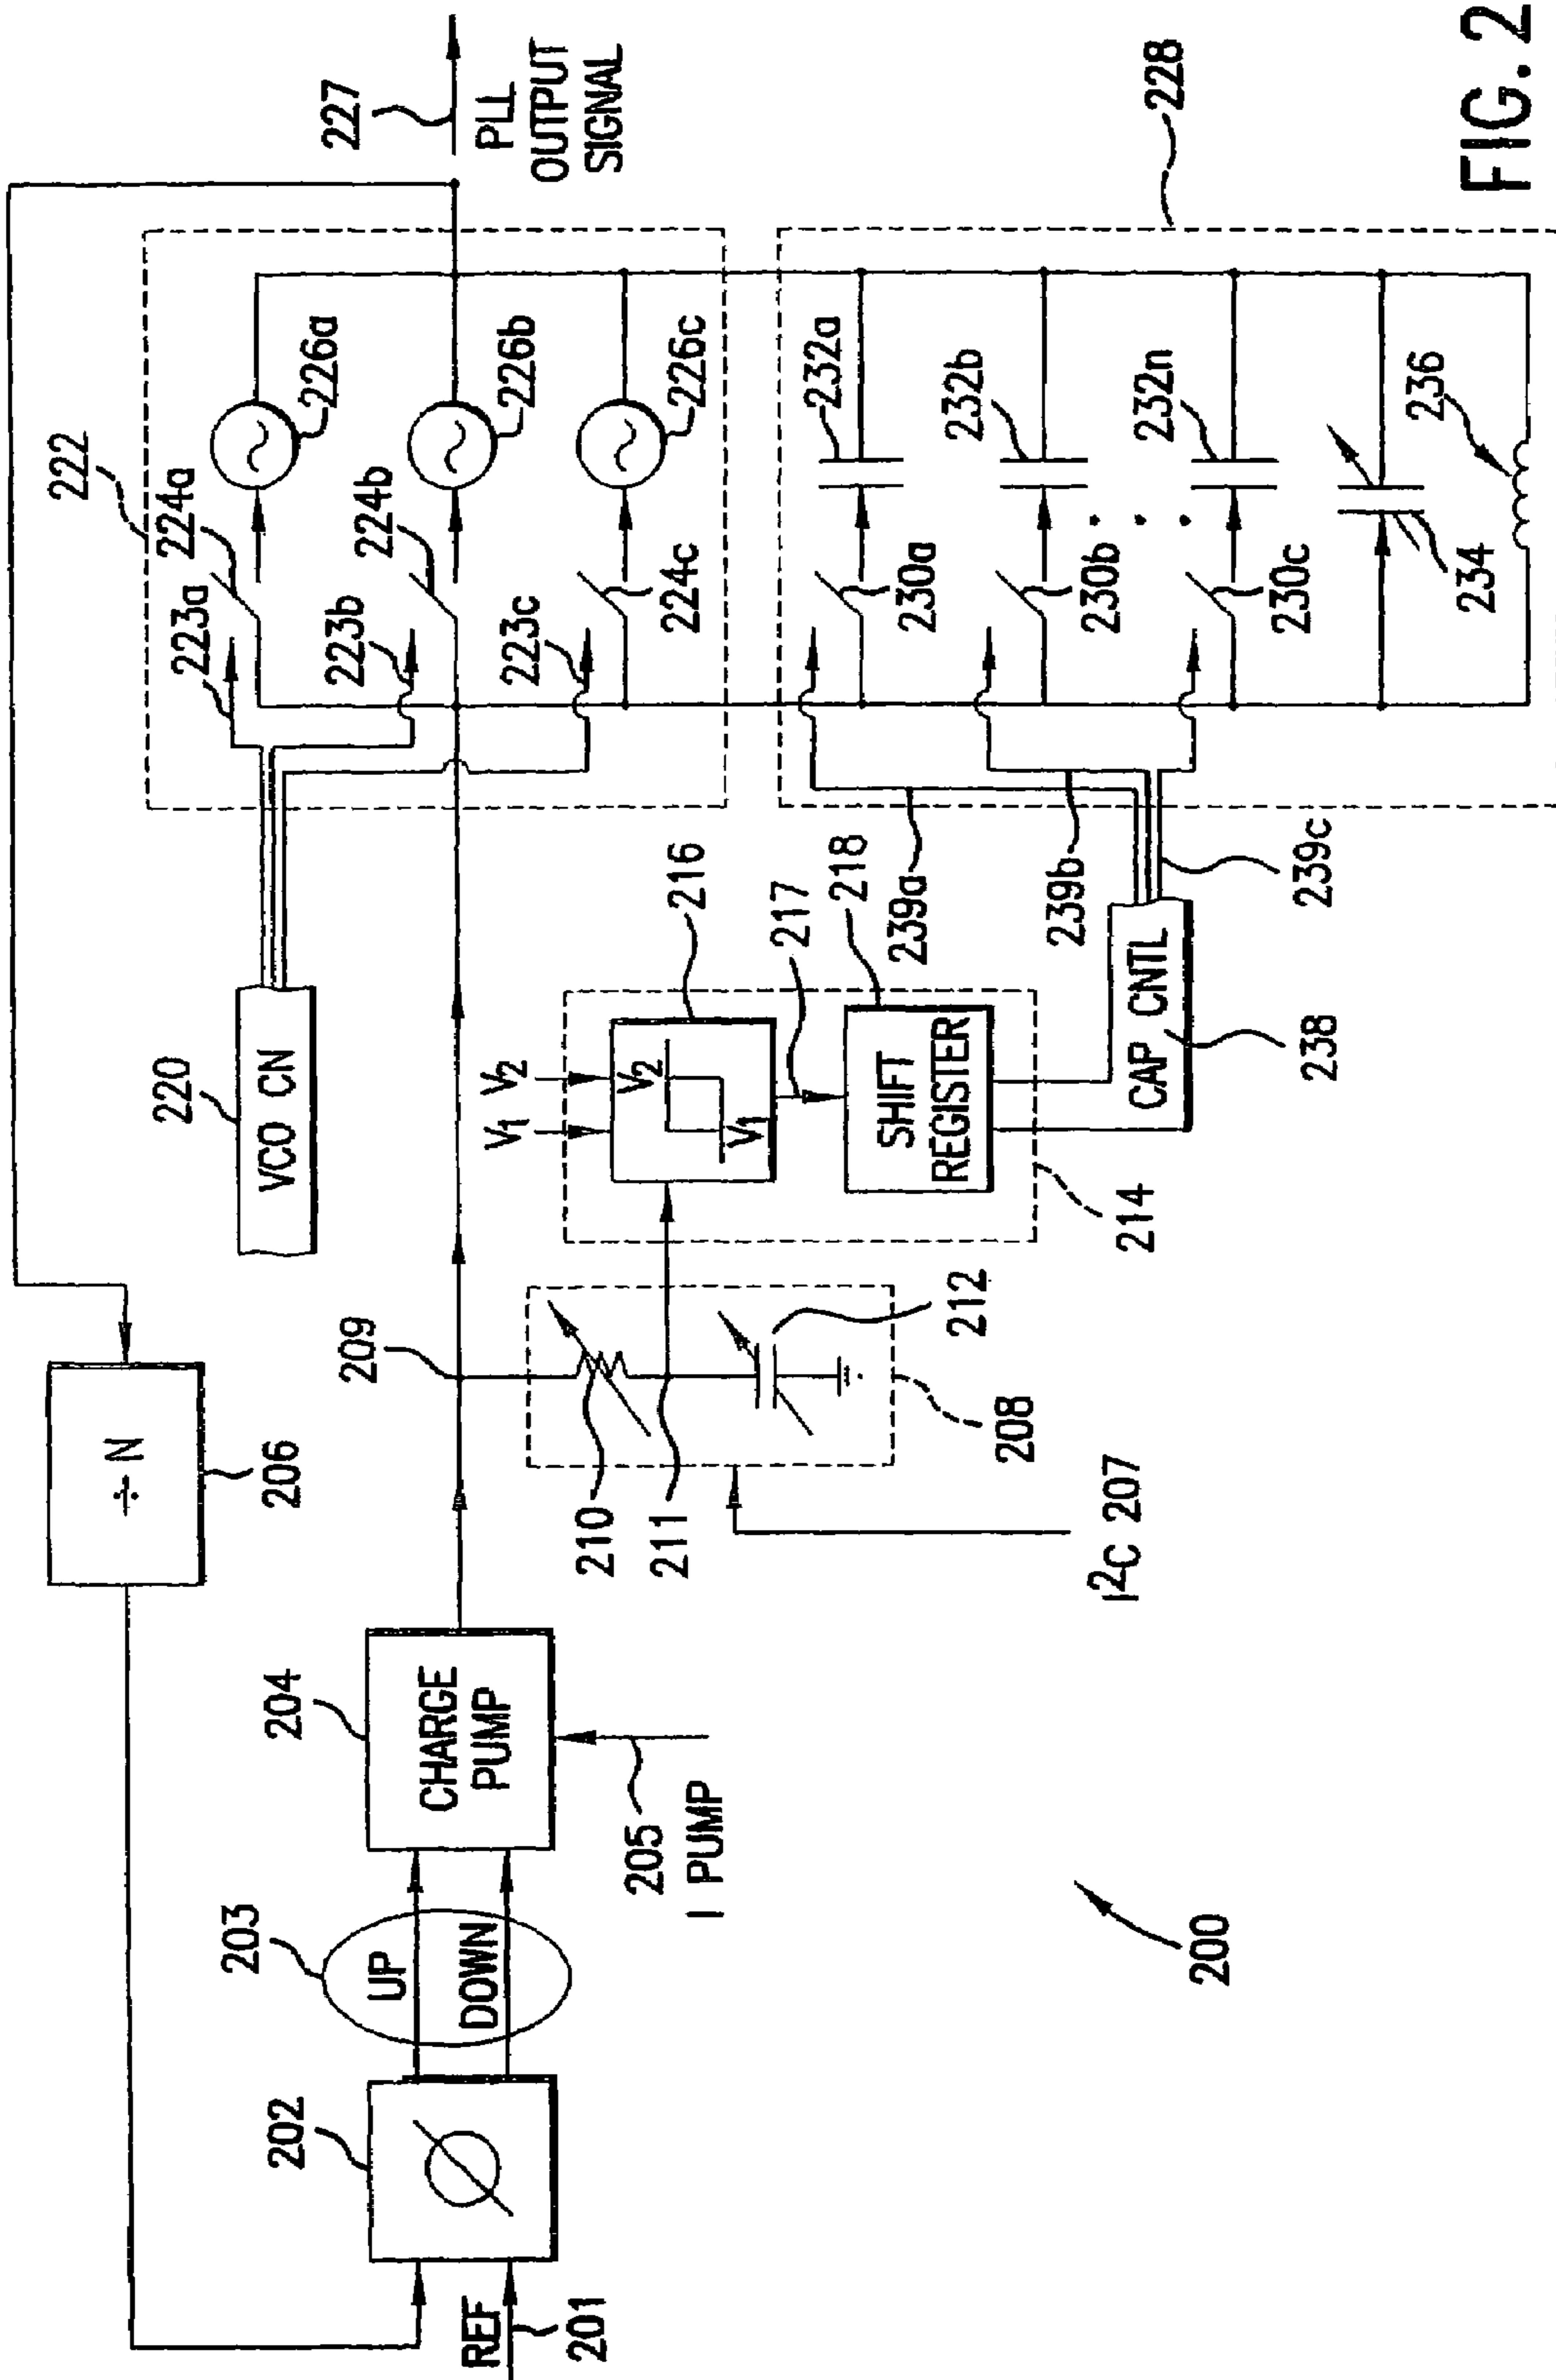 227
PLL
OUTPUT
SIGNAL
222
224a
223a
226a
224b
223b
226b
223c
224c
226c
220
VCO CN
÷ N
206
209
V1 V2
216
V2
V1
217
218
SHIFT
REGISTER
214
210
211
212
208
I2C 207
204
CHARGE
PUMP
205
I PUMP
203
UP
DOWN
202
Ø
REF
201
200
228
232a
230a
232b
230b
232n
230c
234
236
239a
239b
239c
CAP CNTL
238
FIG. 2